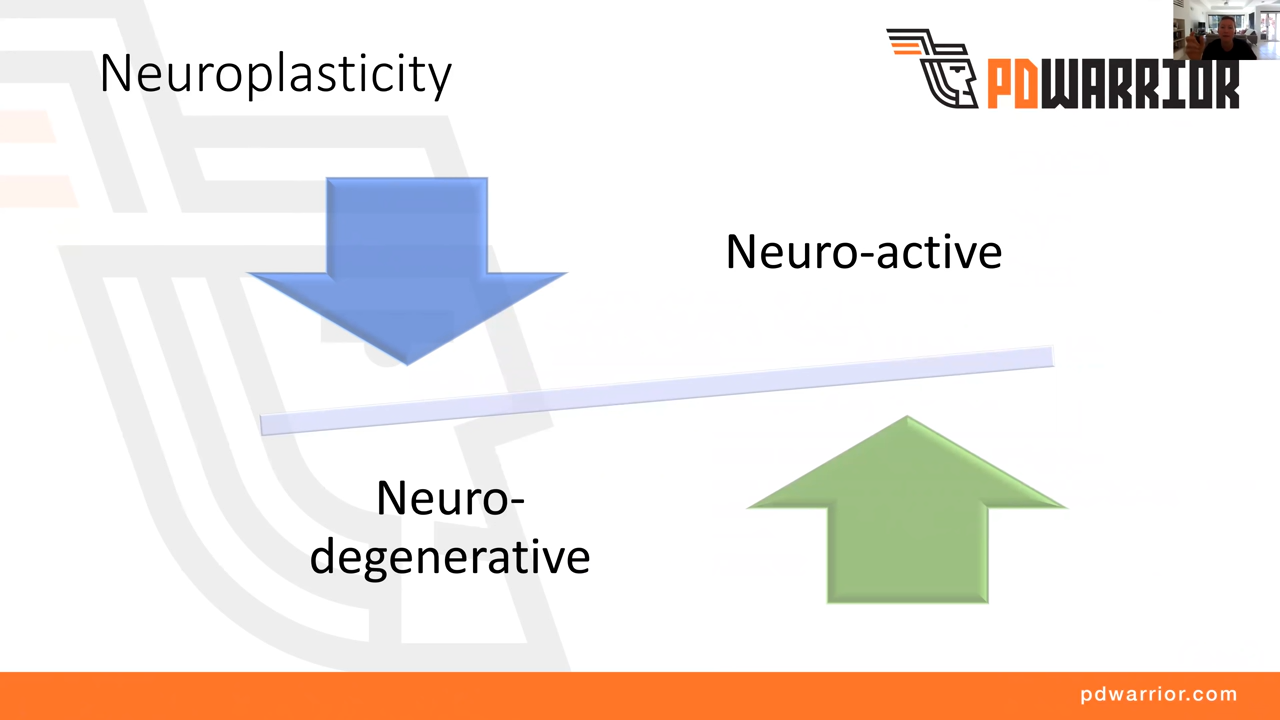 Neuroplasticity
PDWARRIOR
Neuro-active
Neuro-
degenerative
pdwarrior.com